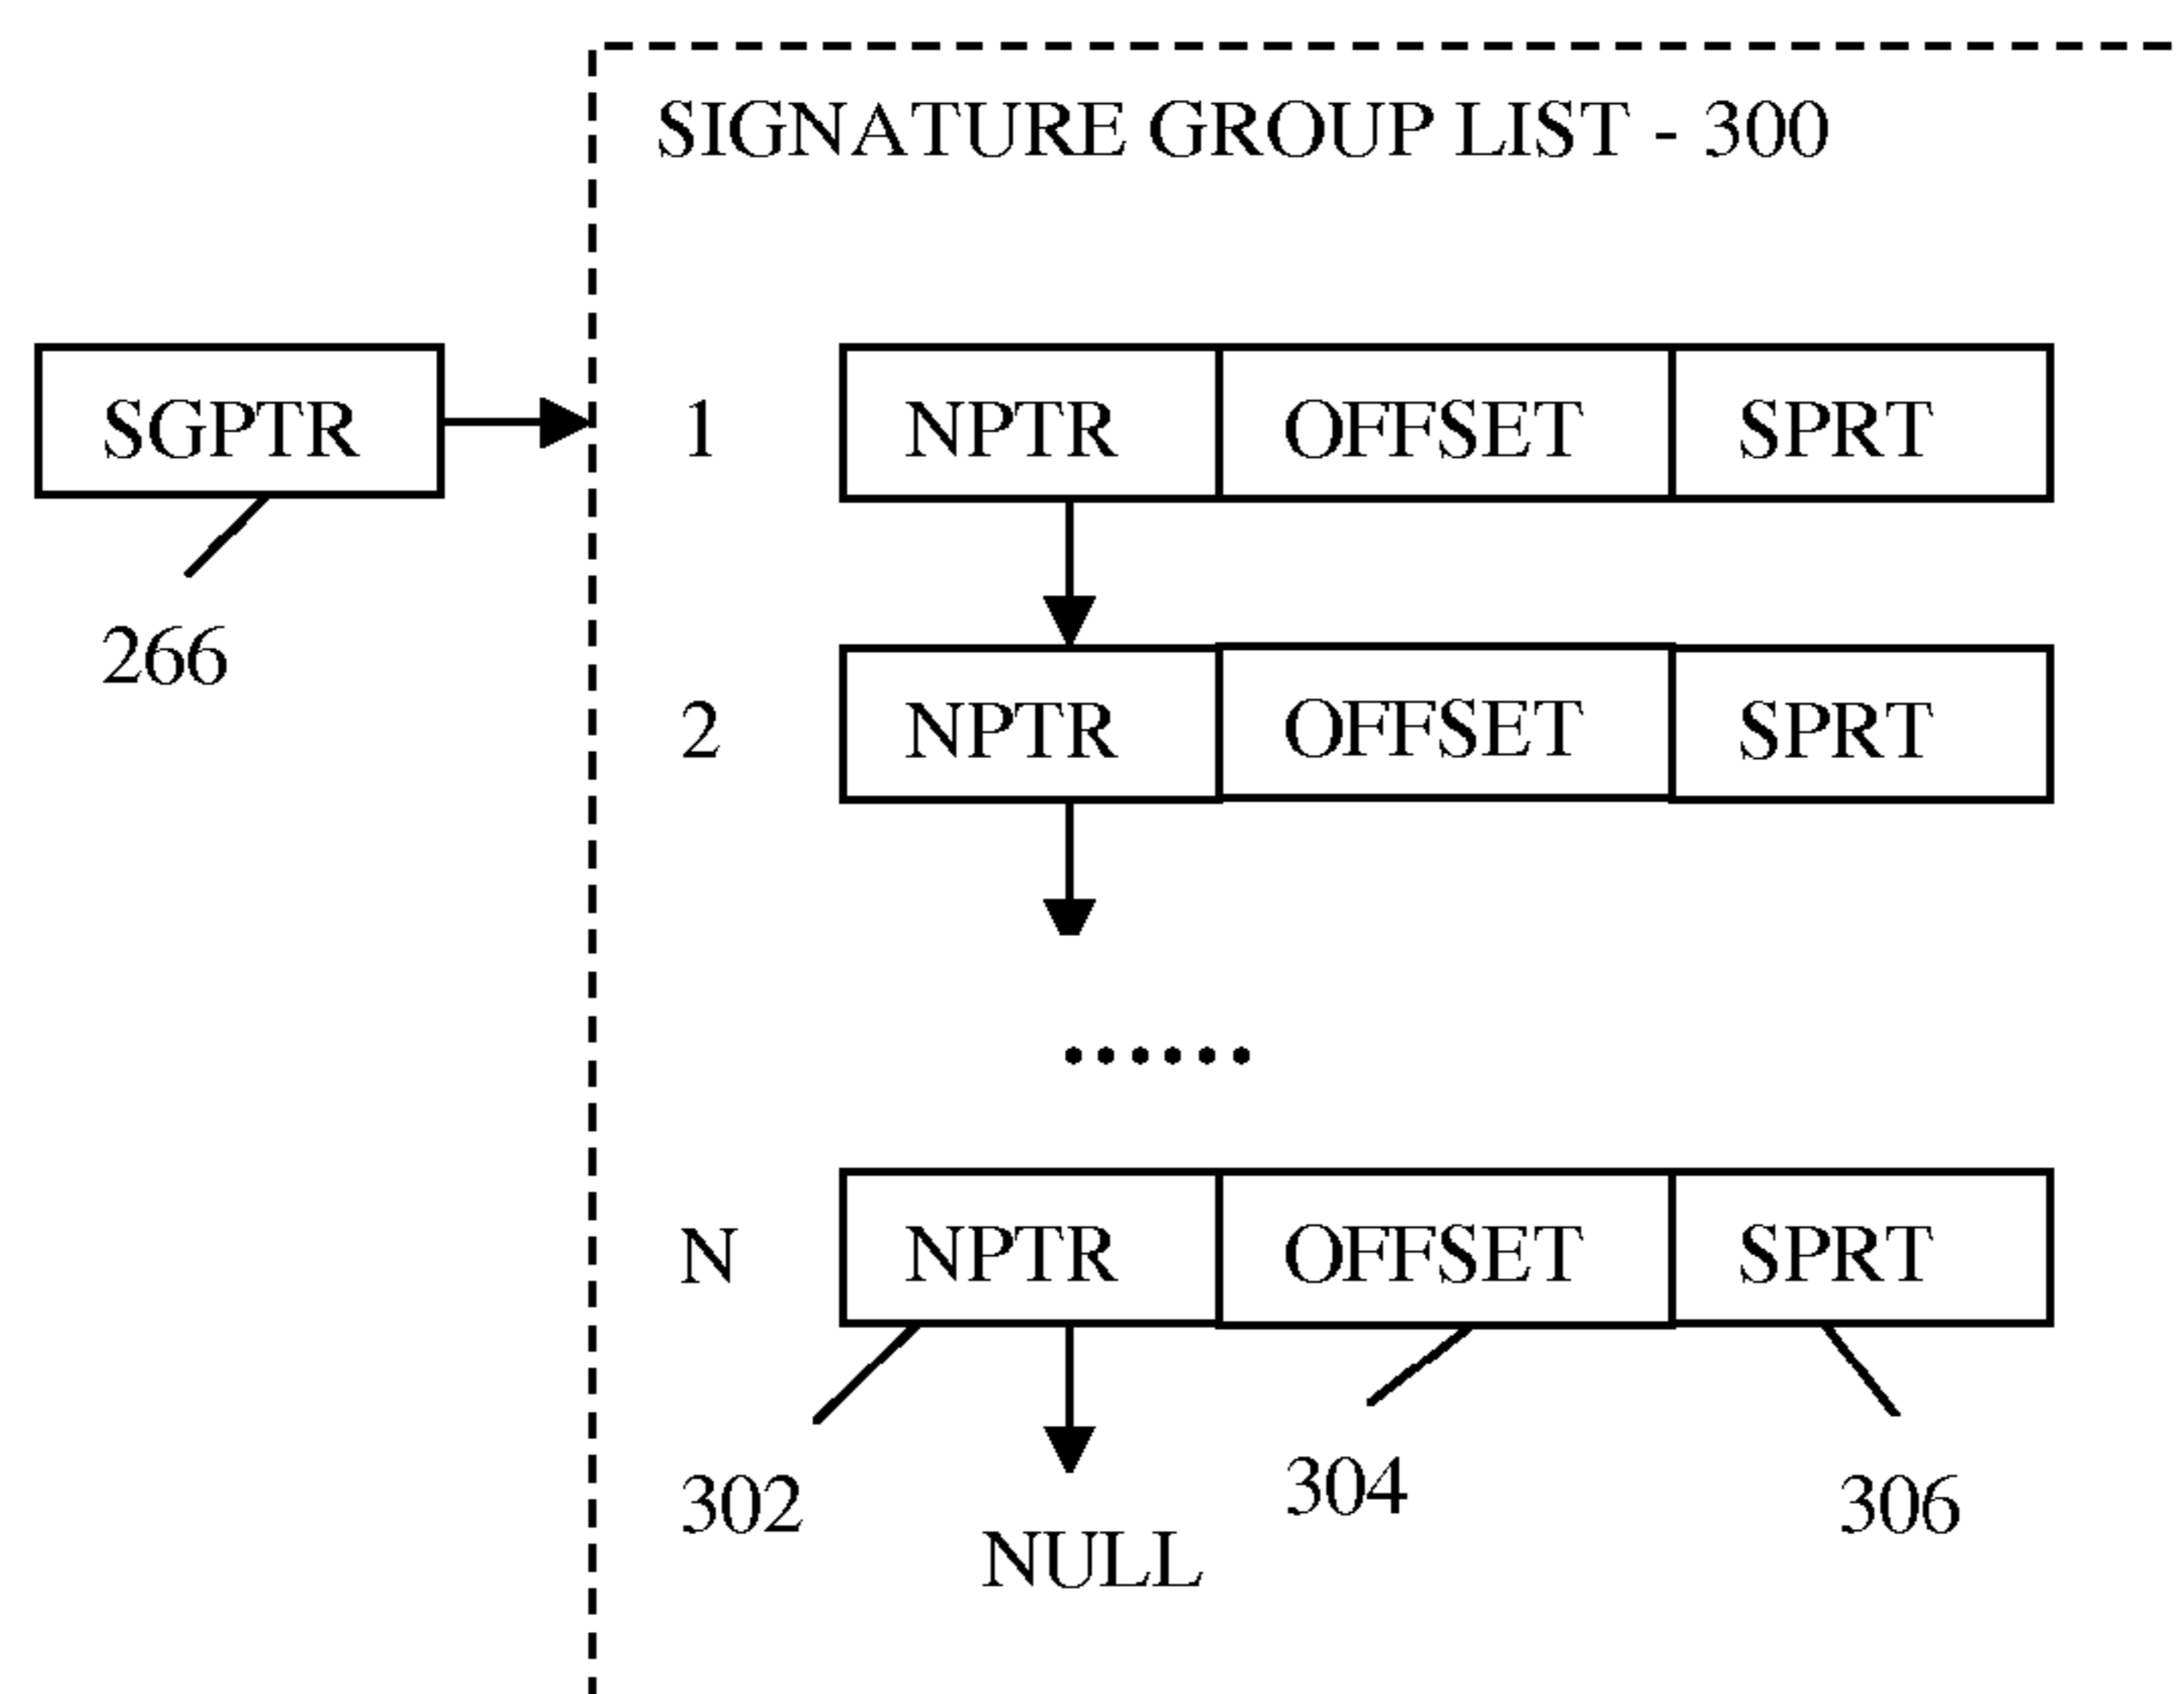 SIGNATURE GROUP LIST - 300
SGPTR
1 NPTR OFFSET SPRT
266
2 NPTR OFFSET SPRT
......
N NPTR OFFSET SPRT
302 304 306
NULL